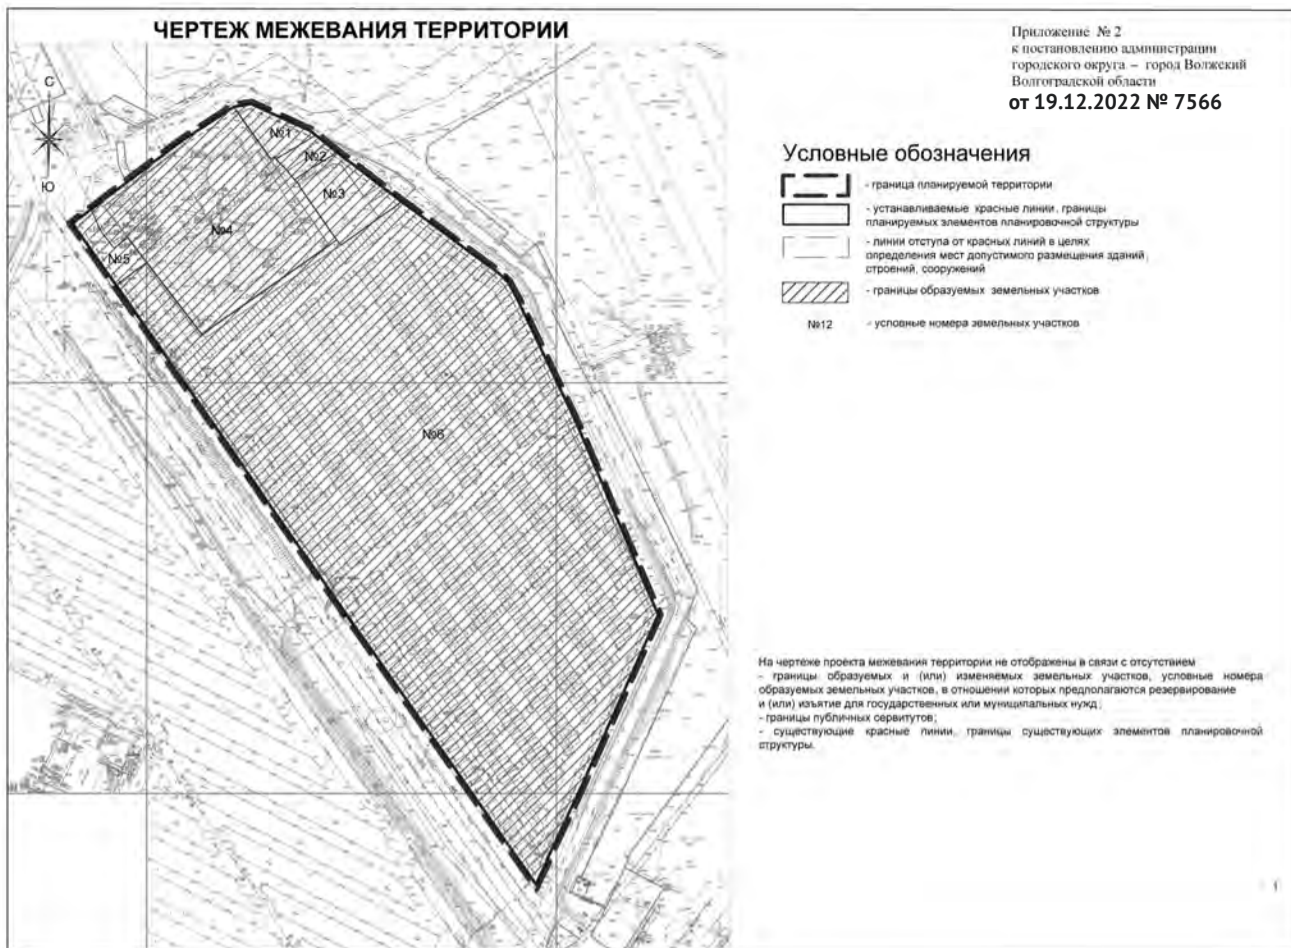 ЧЕРТЕЖ МЕЖЕВАНИЯ ТЕРРИТОРИИ
Приложение № 2
к постановлению администрации
городского округа – город Волжский
Волгоградской области
от 19.12.2022 № 7566
С
Ю
№1
№2
№3
№4
№5
№6
Условные обозначения
- граница планируемой территории
- устанавливаемые красные линии, границы
планируемых элементов планировочной структуры
- линии отступа от красных линий в целях
определения мест допустимого размещения зданий,
строений, сооружений
- границы образуемых земельных участков
№12 - условные номера земельных участков
На чертеже проекта межевания территории не отображены в связи с отсутствием
- границы образуемых и (или) изменяемых земельных участков, условные номера
образуемых земельных участков, в отношении которых предполагаются резервирование
и (или) изъятие для государственных или муниципальных нужд;
- границы публичных сервитутов;
- существующие красные линии, границы существующих элементов планировочной
структуры.
1